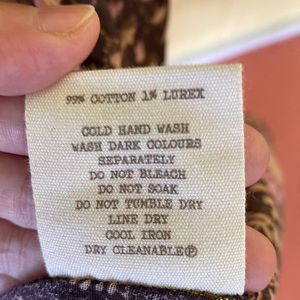 99% COTTON 1% LUREX
COLD HAND WASH
WASH DARK COLOURS
SEPARATELY
DO NOT BLEACH
DO NOT SOAK
DO NOT TUMBLE DRY
LINE DRY
COOL IRON
DRY CLEANABLE Ⓟ